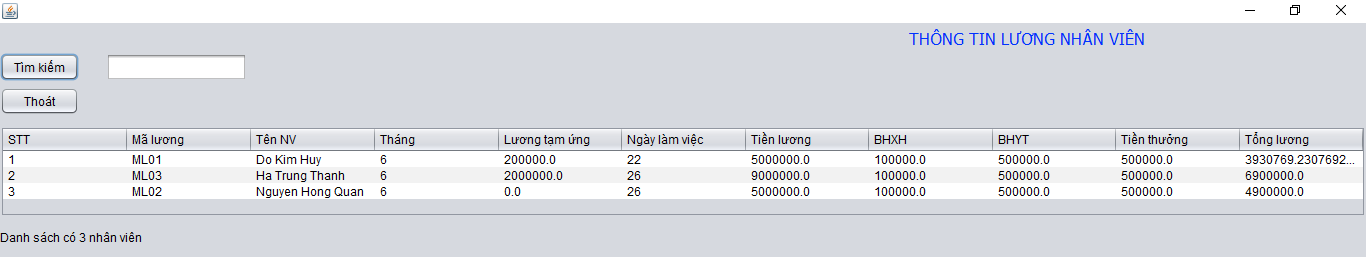 THÔNG TIN LƯƠNG NHÂN VIÊN
Tìm kiếm
Thoát
STT Mã lương Tên NV Tháng Lương tạm ứng Ngày làm việc Tiền lương BHXH BHYT Tiền thưởng Tổng lương
1 ML01 Do Kim Huy 6 200000.0 22 5000000.0 100000.0 500000.0 500000.0 3930769.2307692...
2 ML03 Ha Trung Thanh 6 2000000.0 26 9000000.0 100000.0 500000.0 500000.0 6900000.0
3 ML02 Nguyen Hong Quan 6 0.0 26 5000000.0 100000.0 500000.0 500000.0 4900000.0
Danh sách có 3 nhân viên